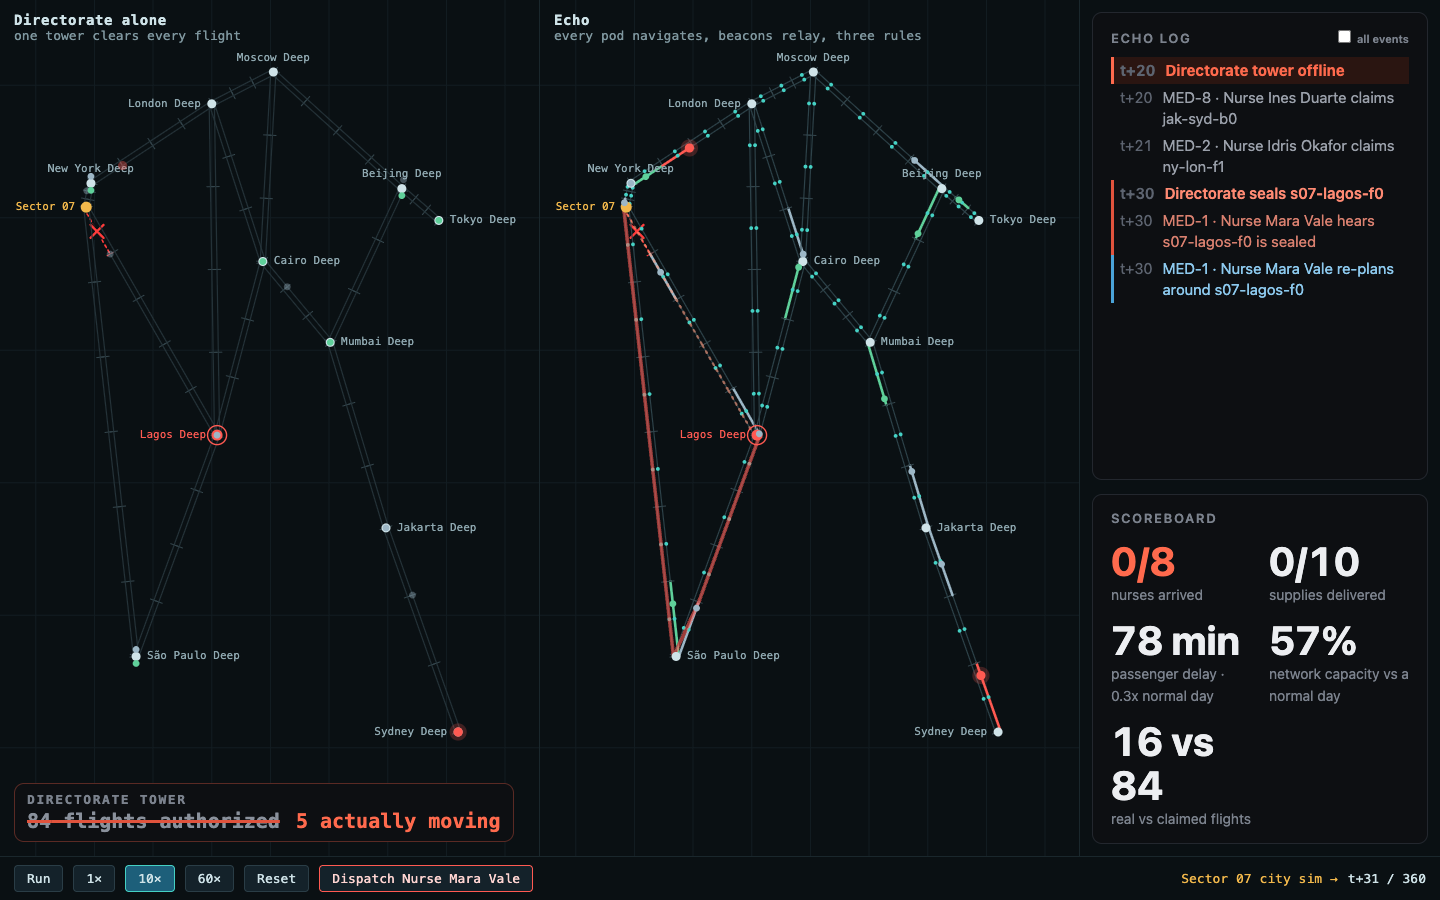 Directorate alone
one tower clears every flight
Moscow Deep
London Deep
New York Deep
Beijing Deep
Sector 07
Tokyo Deep
Cairo Deep
Mumbai Deep
Lagos Deep
Jakarta Deep
São Paulo Deep
Sydney Deep
DIRECTORATE TOWER
84 flights authorized 5 actually moving
Echo
every pod navigates, beacons relay, three rules
Moscow Deep
London Deep
New York Deep
Beijing Deep
Sector 07
Tokyo Deep
Cairo Deep
Mumbai Deep
Lagos Deep
Jakarta Deep
São Paulo Deep
Sydney Deep
ECHO LOG
all events
t+20 Directorate tower offline
t+20 MED-8 · Nurse Ines Duarte claims
jak-syd-b0
t+21 MED-2 · Nurse Idris Okafor claims
ny-lon-f1
t+30 Directorate seals s07-lagos-f0
t+30 MED-1 · Nurse Mara Vale hears
s07-lagos-f0 is sealed
t+30 MED-1 · Nurse Mara Vale re-plans
around s07-lagos-f0
SCOREBOARD
0/8
nurses arrived
0/10
supplies delivered
78 min
passenger delay ·
0.3x normal day
57%
network capacity vs a
normal day
16 vs
84
real vs claimed flights
Run
1×
10×
60×
Reset
Dispatch Nurse Mara Vale
Sector 07 city sim → t+31 / 360